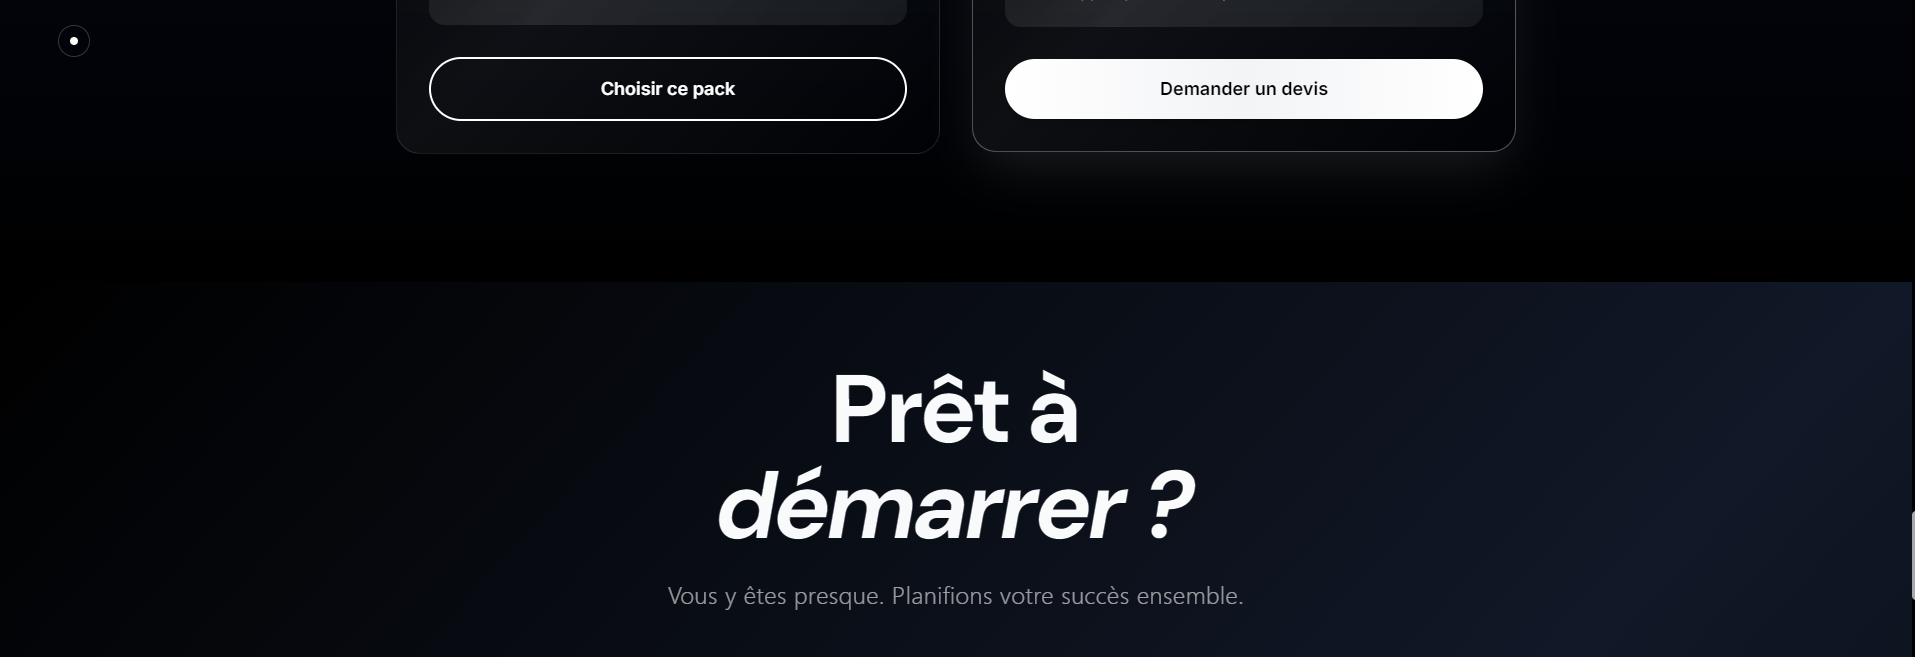 Choisir ce pack
Demander un devis
Prêt à
démarrer ?
Vous y êtes presque. Planifions votre succès ensemble.